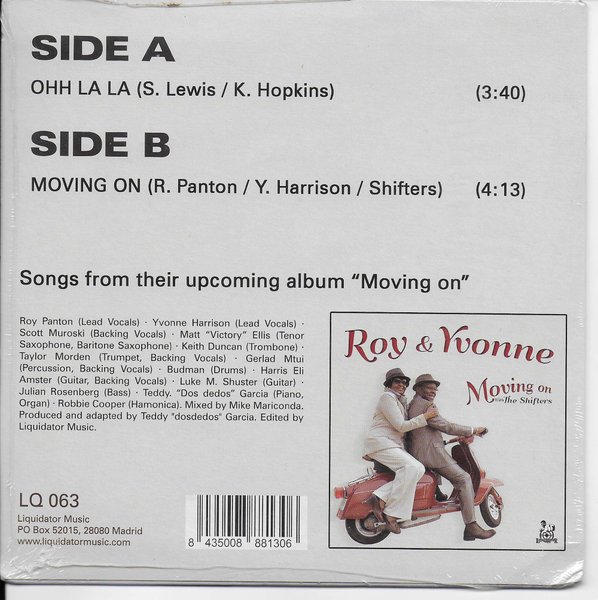 SIDE A
OHH LA LA (S. Lewis / K. Hopkins) (3:40)
SIDE B
MOVING ON (R. Panton / Y. Harrison / Shifters) (4:13)
Songs from their upcoming album “Moving on”
Roy Panton (Lead Vocals) · Yvonne Harrison (Lead Vocals) ·
Scott Muroski (Backing Vocals) · Matt “Victory” Ellis (Tenor
Saxophone, Baritone Saxophone) · Keith Duncan (Trombone) ·
Taylor Morden (Trumpet, Backing Vocals) · Gerlad Mtui
(Percussion, Backing Vocals) · Budman (Drums) · Harris Eli
Amster (Guitar, Backing Vocals) · Luke M. Shuster (Guitar) ·
Julian Rosenberg (Bass) · Teddy. “Dos dedos” Garcia (Piano,
Organ) · Robbie Cooper (Hamonica). Mixed by Mike Mariconda.
Produced and adapted by Teddy "dosdedos" Garcia. Edited by
Liquidator Music.
Roy & Yvonne
Moving on
With The Shifters
LQ 063
Liquidator Music
PO Box 52015, 28080 Madrid
www.liquidatormusic.com
8 435008 881306